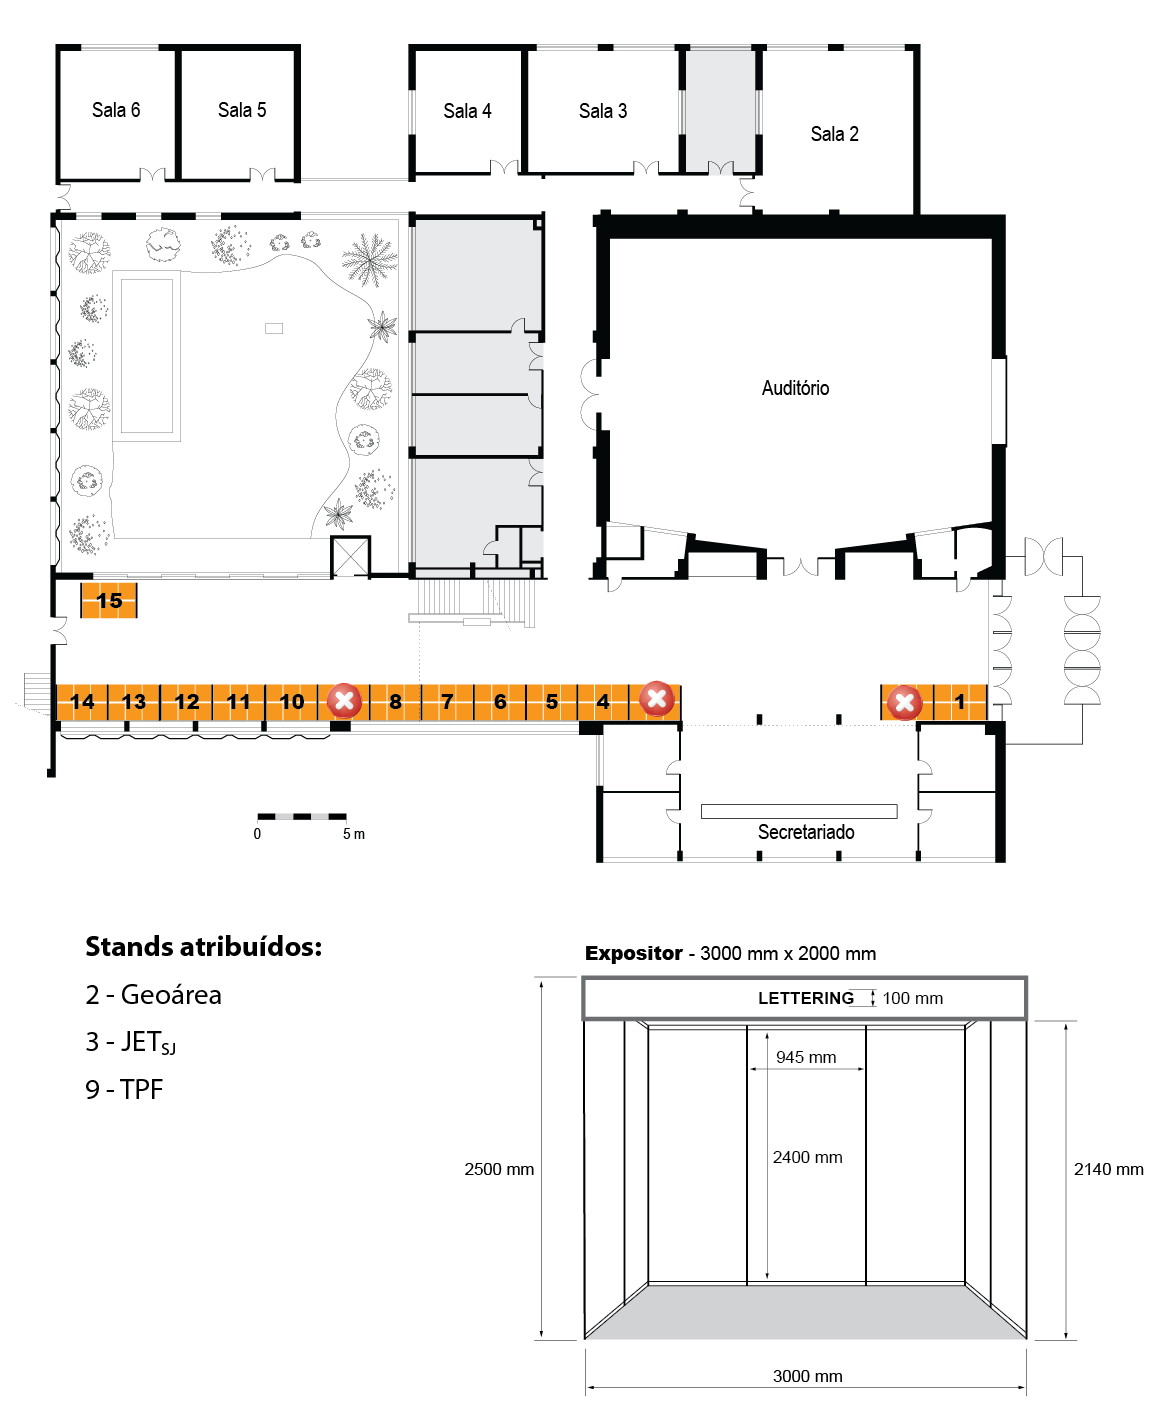 Sala 6
Sala 5
Sala 4
Sala 3
Sala 2
Auditório
15
14 13 12 11 10 8 7 6 5 4 1
0 5 m
Secretariado
Stands atribuídos:
2 - Geoárea
3 - JETSJ
9 - TPF
Expositor - 3000 mm x 2000 mm
LETTERING 100 mm
945 mm
2400 mm
2500 mm
2140 mm
3000 mm